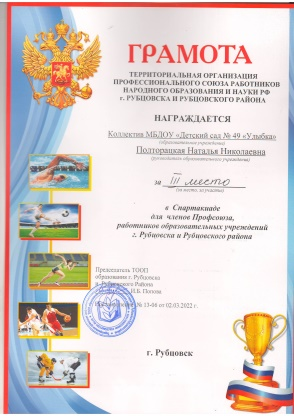 ГРАМОТА
ТЕРРИТОРИАЛЬНАЯ ОРГАНИЗАЦИЯ
ПРОФЕССИОНАЛЬНОГО СОЮЗА РАБОТНИКОВ
НАРОДНОГО ОБРАЗОВАНИЯ И НАУКИ РФ
г. РУБЦОВСКА И РУБЦОВСКОГО РАЙОНА
НАГРАЖДАЕТСЯ
Коллектив МБДОУ «Детский сад № 49 «Улыбка»
(образовательное учреждение)
Полторацкая Наталья Николаевна
(руководитель образовательного учреждения)
за III место
(за место, за участие)
в Спартакиаде
для членов Профсоюза,
работников образовательных учреждений
г. Рубцовска и Рубцовского района
Председатель ТООП
образования г. Рубцовска
и Рубцовского Района
И.Б. Попова
№ 13-06 от 02.03.2022 г.
г. Рубцовск